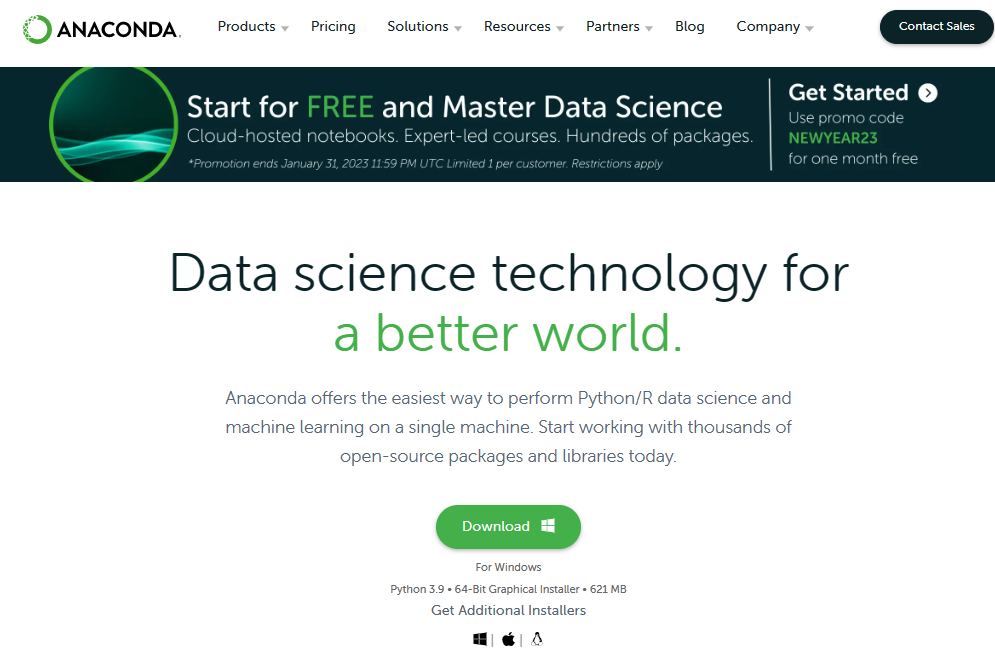 ANACONDA.
Products
Pricing
Solutions
Resources
Partners
Blog
Company
Contact Sales
Start for FREE and Master Data Science
Cloud-hosted notebooks. Expert-led courses. Hundreds of packages.
*Promotion ends January 31, 2023 11:59 PM UTC Limited 1 per customer. Restrictions apply
Get Started
Use promo code
NEWYEAR23
for one month free
Data science technology for
a better world.
Anaconda offers the easiest way to perform Python/R data science and
machine learning on a single machine. Start working with thousands of
open-source packages and libraries today.
Download
For Windows
Python 3.9 • 64-Bit Graphical Installer • 621 MB
Get Additional Installers
| |